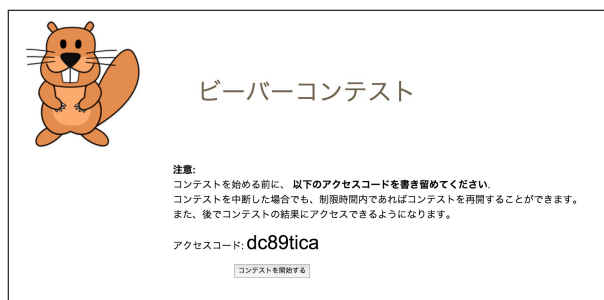 ビーバーコンテスト
注意:
コンテストを始める前に、 以下のアクセスコードを書き留めてください.
コンテストを中断した場合でも、制限時間内であればコンテストを再開することができます。
また、後でコンテストの結果にアクセスできるようになります。
アクセスコード: dc89tica
コンテストを開始する